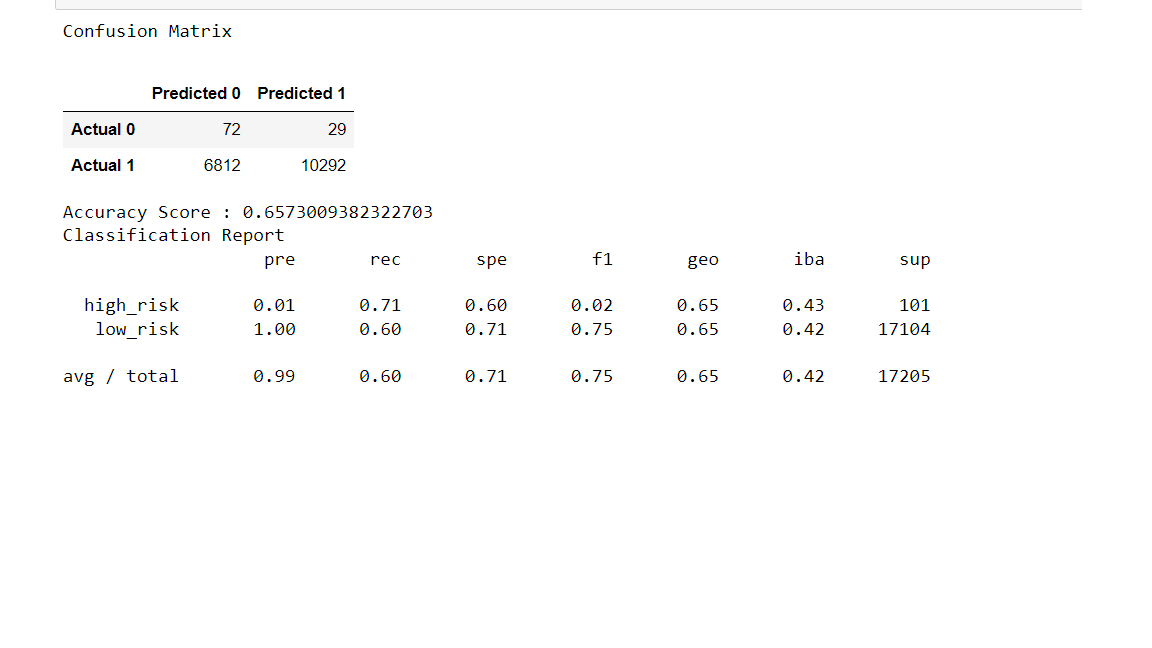 Confusion Matrix
Predicted 0 Predicted 1
Actual 0 72 29
Actual 1 6812 10292
Accuracy Score : 0.6573009382322703
Classification Report
pre rec spe f1 geo iba sup
high_risk 0.01 0.71 0.60 0.02 0.65 0.43 101
low_risk 1.00 0.60 0.71 0.75 0.65 0.42 17104
avg / total 0.99 0.60 0.71 0.75 0.65 0.42 17205